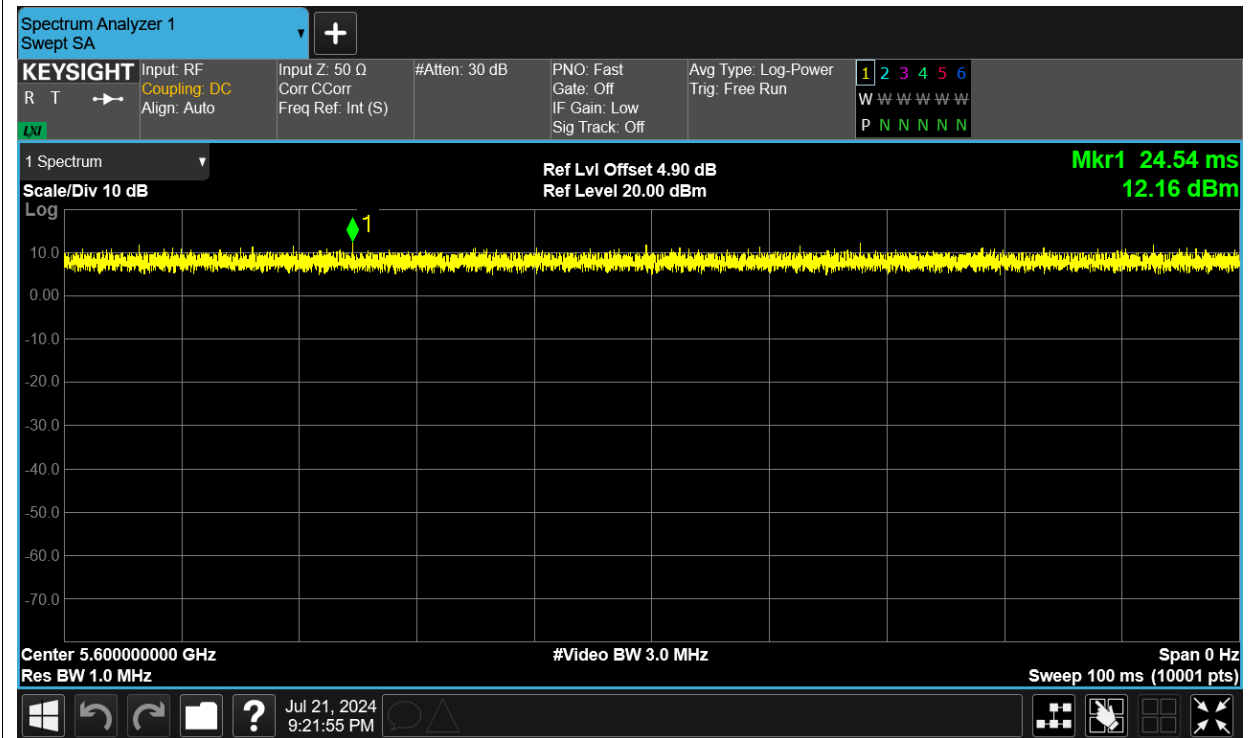 Spectrum Analyzer 1
Swept SA
KEYSIGHT
R T
LXI
Input: RF
Coupling: DC
Align: Auto
Input Z: 50 Ω
Corr CCorr
Freq Ref: Int (S)
#Atten: 30 dB
PNO: Fast
Gate: Off
IF Gain: Low
Sig Track: Off
Avg Type: Log-Power
Trig: Free Run
1 2 3 4 5 6
W W W W W W
P N N N N N
1 Spectrum
Scale/Div 10 dB
Log
Ref Lvl Offset 4.90 dB
Ref Level 20.00 dBm
Mkr1 24.54 ms
12.16 dBm
1
10.0
0.00
-10.0
-20.0
-30.0
-40.0
-50.0
-60.0
-70.0
Center 5.600000000 GHz
Res BW 1.0 MHz
#Video BW 3.0 MHz
Span 0 Hz
Sweep 100 ms (10001 pts)
?
Jul 21, 2024
9:21:55 PM